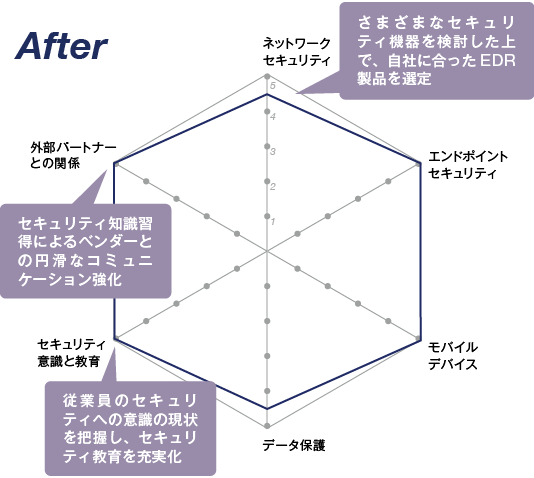 After
ネットワーク
セキュリティ
さまざまなセキュリ
ティ機器を検討した上
で、自社に合ったEDR
製品を選定
5
4
3
2
1
外部パートナー
との関係
エンドポイント
セキュリティ
セキュリティ知識習
得によるベンダーと
の円滑なコミュニ
ケーション強化
セキュリティ
意識と教育
モバイル
デバイス
従業員のセキュリ
ティへの意識の現状
を把握し、セキュリ
ティ教育を充実化
データ保護